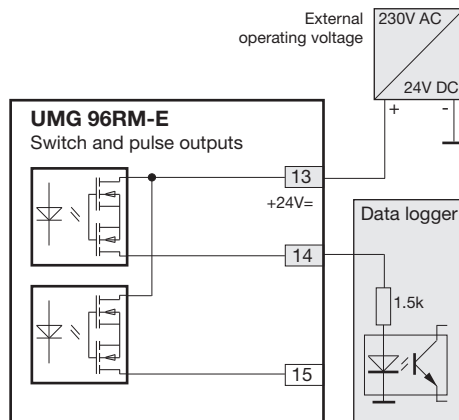 External
operating voltage
230V AC
24V DC
+ -
UMG 96RM-E
Switch and pulse outputs
13
+24V=
Data logger
14
1.5k
15